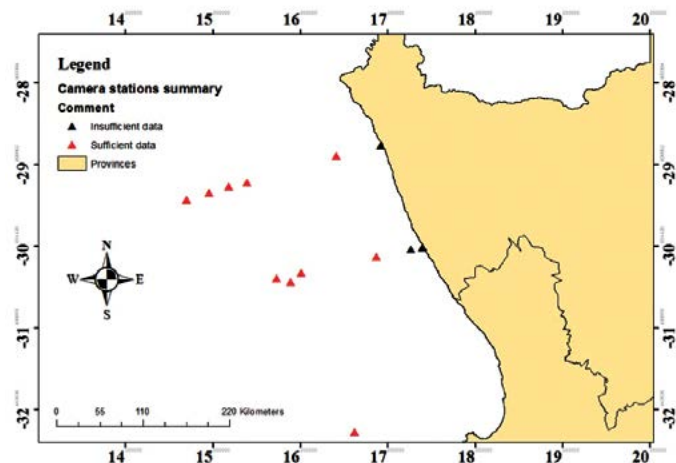 14 15 16 17 18 19 20
Legend
Camera stations summary
Comment
Insufficient data
Sufficient data
Provinces
N
W E
S
0 55 110 220 Kilometers
-28
-29
-30
-31
-32
-28
-29
-30
-31
-32
14 15 16 17 18 19 20